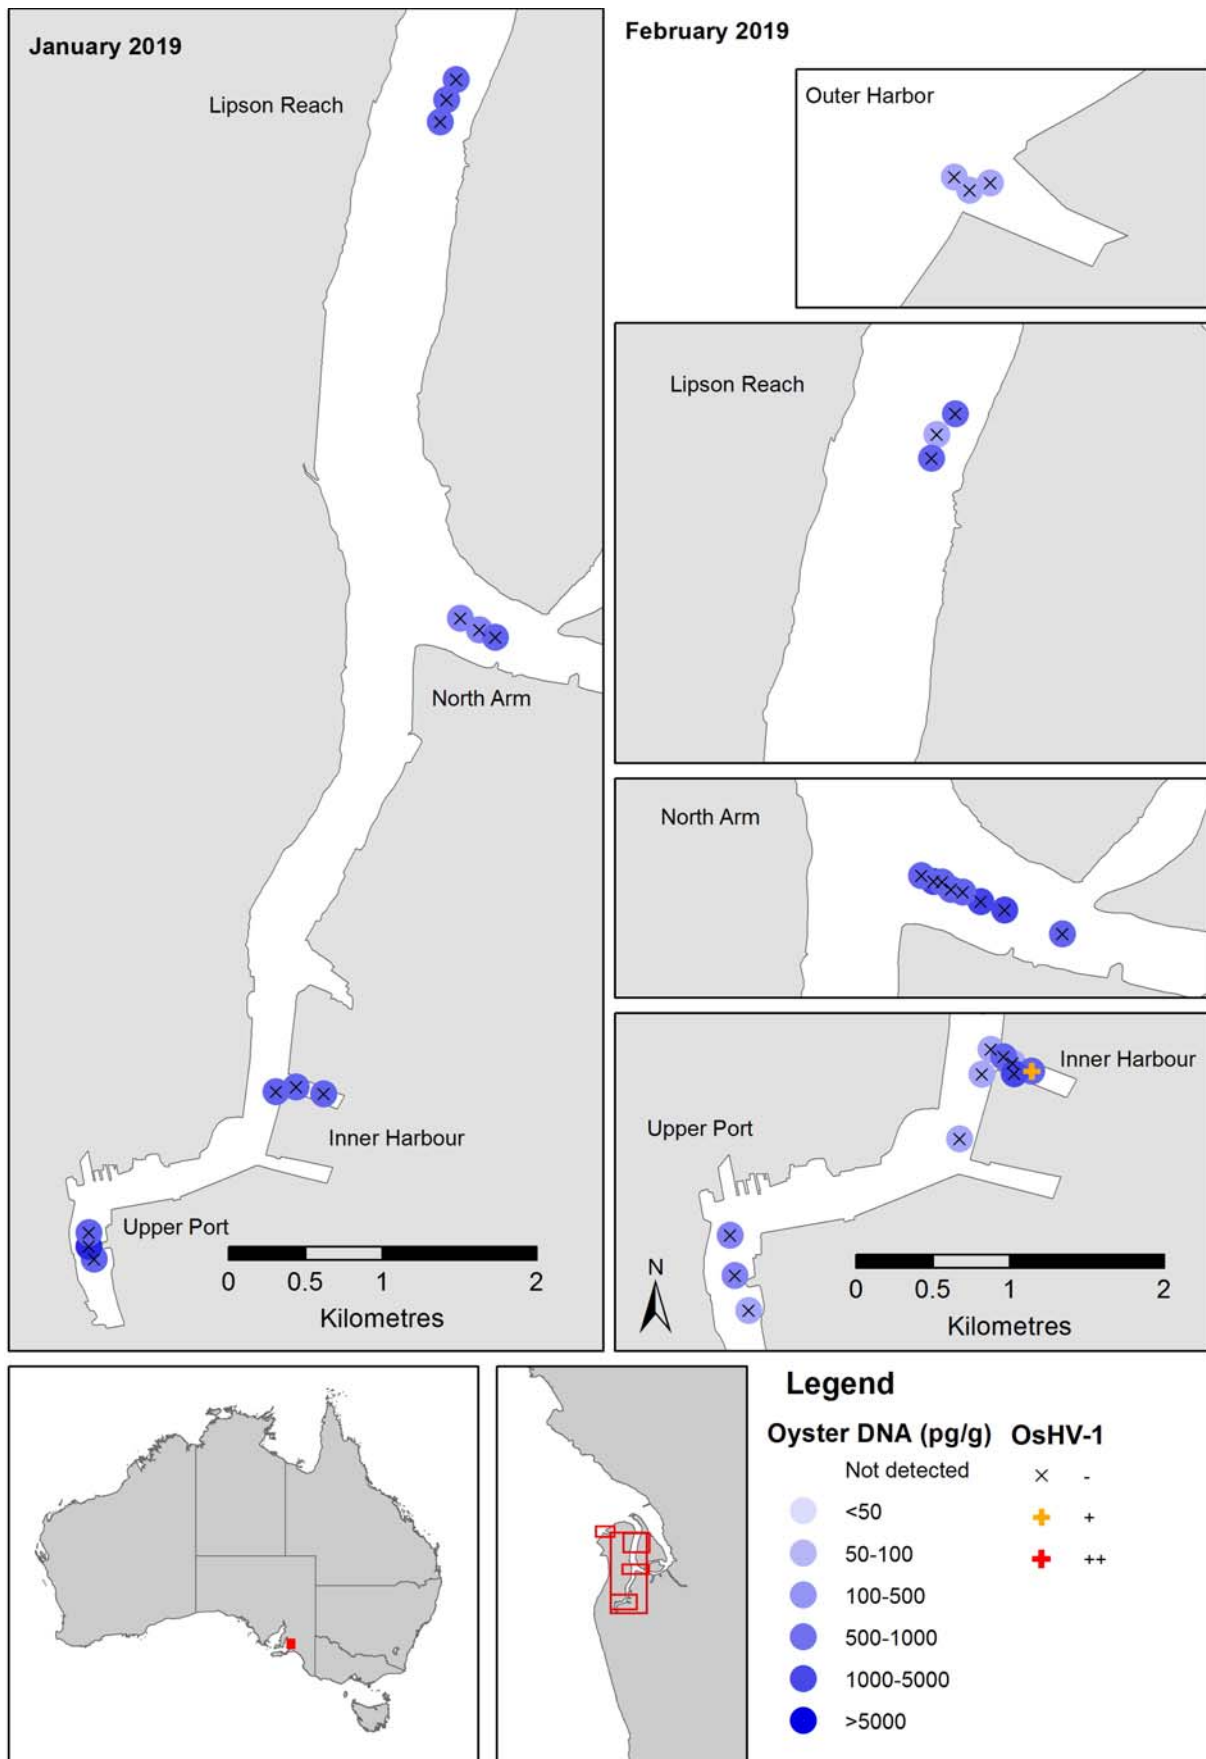 January 2019
Lipson Reach
North Arm
Inner Harbour
Upper Port
0 0.5 1 2
Kilometres
February 2019
Outer Harbor
Lipson Reach
North Arm
Inner Harbour
Upper Port
N
0 0.5 1 2
Kilometres
Legend
Oyster DNA (pg/g) OsHV-1
Not detected -
<50 +
50-100 ++
100-500
500-1000
1000-5000
>5000